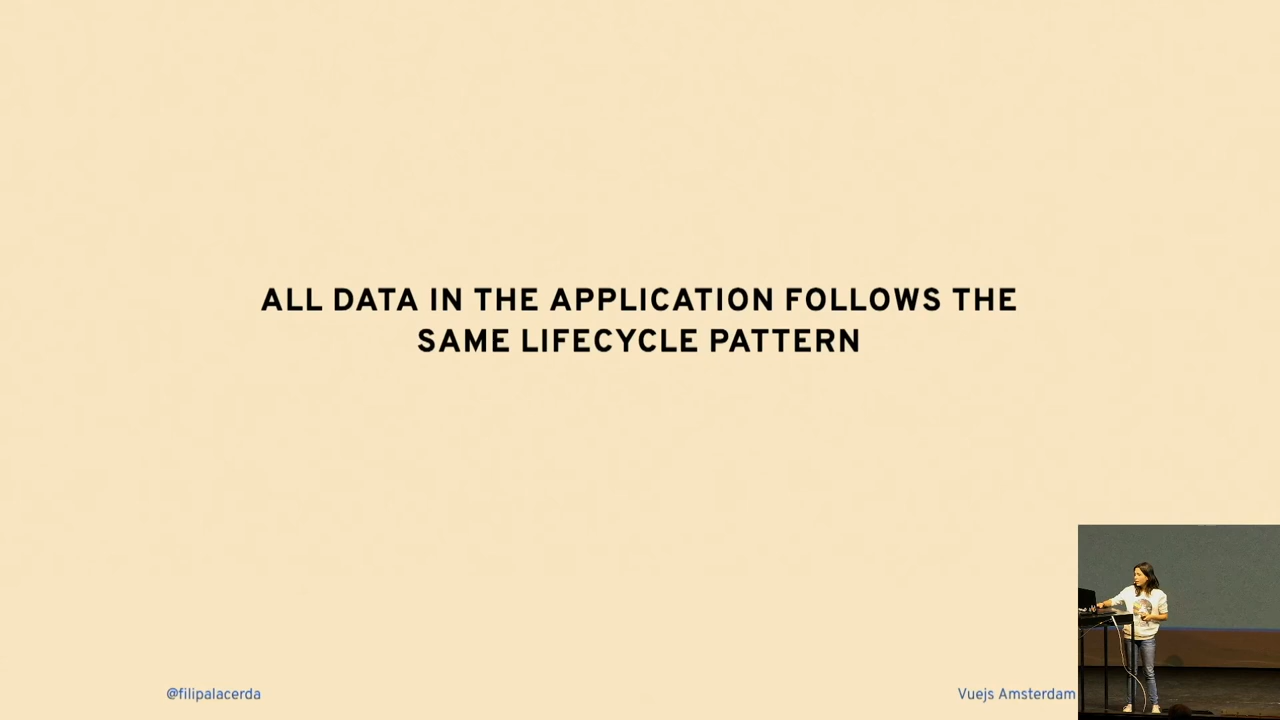 ALL DATA IN THE APPLICATION FOLLOWS THE
SAME LIFECYCLE PATTERN
@filipalacerda
Vuejs Amsterdam